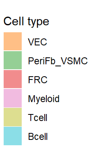 Cell type
VEC
PeriFb_VSMC
FRC
Myeloid
Tcell
Bcell